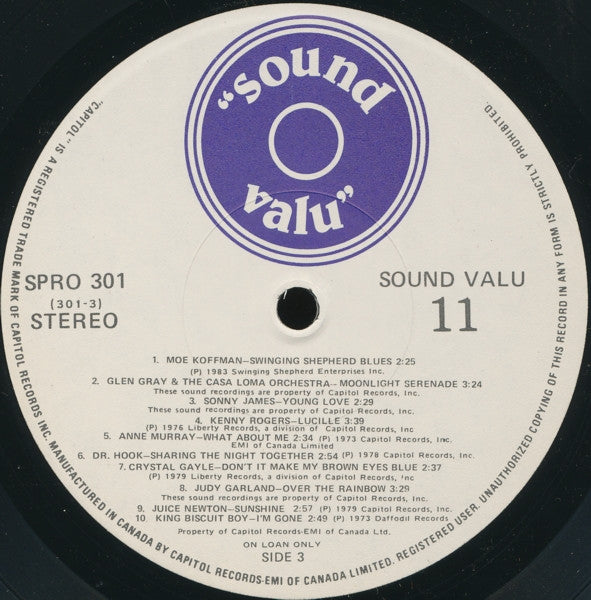 "sound
valu"
SPRO 301
(301-3)
STEREO
SOUND VALU
11
1. MOE KOFFMAN—SWINGING SHEPHERD BLUES 2:25
(P) 1983 Swinging Shepherd Enterprises Inc.
2. GLEN GRAY & THE CASA LOMA ORCHESTRA— MOONLIGHT SERENADE 3:24
These sound recordings are property of Capitol Records, Inc.
3. SONNY JAMES—YOUNG LOVE 2:29
These sound recordings are property of Capitol Records, Inc.
4. KENNY ROGERS—LUCILLE 3:39
(P) 1976 Liberty Records, a division of Capitol Records Inc
5. ANNE MURRAY—WHAT ABOUT ME 2:34 (P) 1973 Capitol Records, Inc.
EMI of Canada Limited
6. DR. HOOK—SHARING THE NIGHT TOGETHER 2:54 (P) 1978 Capitol Records, Inc.
7. CRYSTAL GAYLE—DON'T IT MAKE MY BROWN EYES BLUE 2:37
(P) 1979 Liberty Records, a division of Capitol Records, Inc
8. JUDY GARLAND—OVER THE RAINBOW 3:29
These sound recordings are property of Capitol Records, Inc.
9. JUICE NEWTON—SUNSHINE 2:57 (P) 1979 Capitol Records, Inc.
10. KING BISCUIT BOY—I'M GONE 2:49 (P) 1973 Daffodil Records
Property of Capitol Records-EMI of Canada Ltd.
ON LOAN ONLY
SIDE 3
"CAPITOL" IS A REGISTERED TRADE MARK OF CAPITOL RECORDS INC. MANUFACTURED IN CANADA BY CAPITOL RECORDS-EMI OF CANADA LIMITED. REGISTERED USER. UNAUTHORIZED COPYING OF THIS RECORD IN ANY FORM IS STRICTLY PROHIBITED.